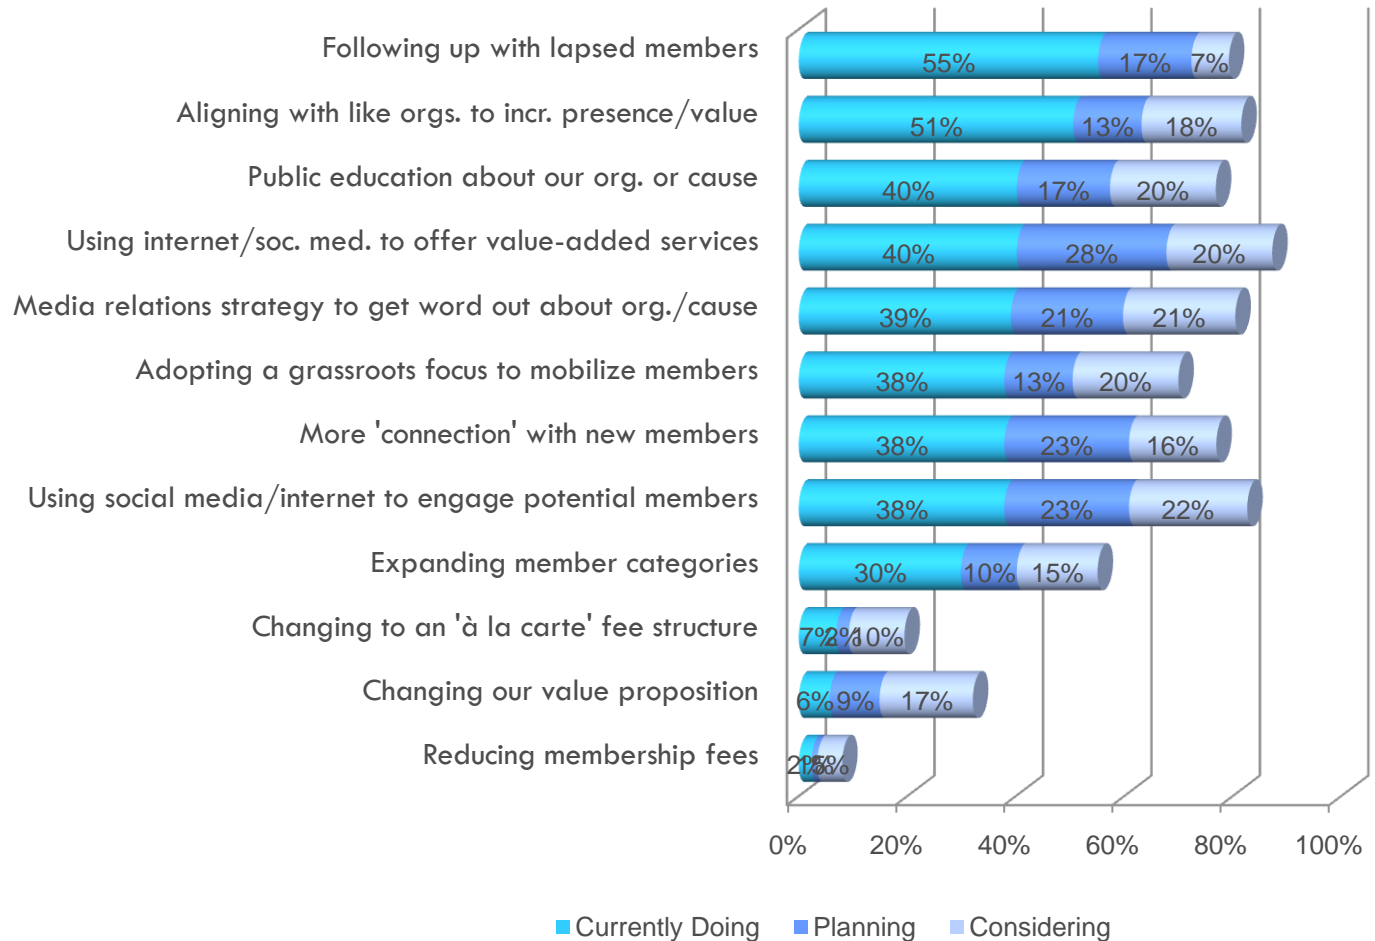 Following up with lapsed members
55% 17% 7%
Aligning with like orgs. to incr. presence/value
51% 13% 18%
Public education about our org. or cause
40% 17% 20%
Using internet/soc. med. to offer value-added services
40% 28% 20%
Media relations strategy to get word out about org./cause
39% 21% 21%
Adopting a grassroots focus to mobilize members
38% 13% 20%
More 'connection' with new members
38% 23% 16%
Using social media/internet to engage potential members
38% 23% 22%
Expanding member categories
30% 10% 15%
Changing to an 'à la carte' fee structure
7% 2% 10%
Changing our value proposition
6% 9% 17%
Reducing membership fees
2% 1% 5%
0% 20% 40% 60% 80% 100%
Currently Doing Planning Considering